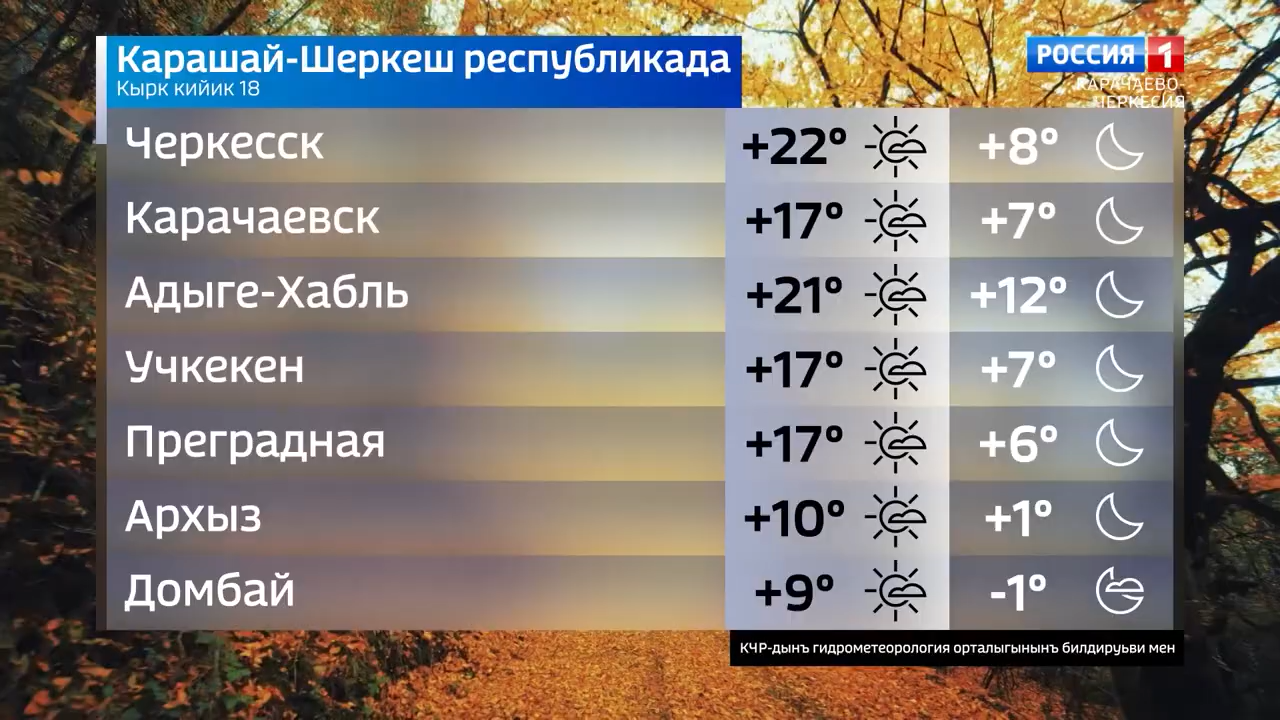 Карашай-Шеркеш республикада
Кырк кийик 18
РОССИЯ 1
КАРАЧАЕВО-
ЧЕРКЕСИЯ
Черкесск +22° +8°
Карачаевск +17° +7°
Адыге-Хабль +21° +12°
Учкекен +17° +7°
Преградная +17° +6°
Архыз +10° +1°
Домбай +9° -1°
КЧР-дынъ гидрометеорология орталыгынынъ билдирувьи мен